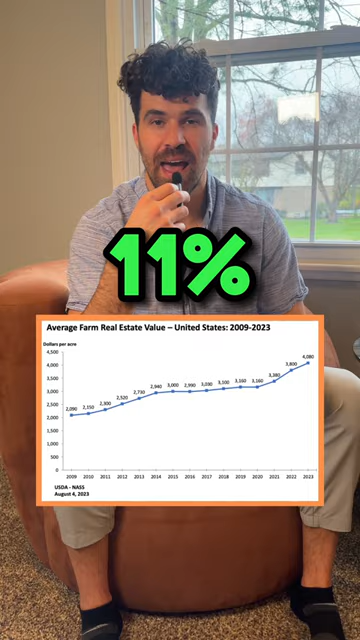 11%
Average Farm Real Estate Value – United States: 2009-2023
Dollars per acre
4,500
4,000
3,500
3,000
2,500
2,000
1,500
1,000
500
0
2,090 2,150 2,300 2,520 2,730 2,940 3,000 2,990 3,030 3,100 3,160 3,160 3,380 3,800 4,080
2009 2010 2011 2012 2013 2014 2015 2016 2017 2018 2019 2020 2021 2022 2023
USDA - NASS
August 4, 2023